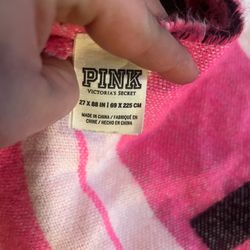 PINK
VICTORIA'S SECRET
27 X 88 IN | 69 X 225 CM
MADE IN CHINA / FABRIQUÉ EN
CHINE / HECHO EN CHINA